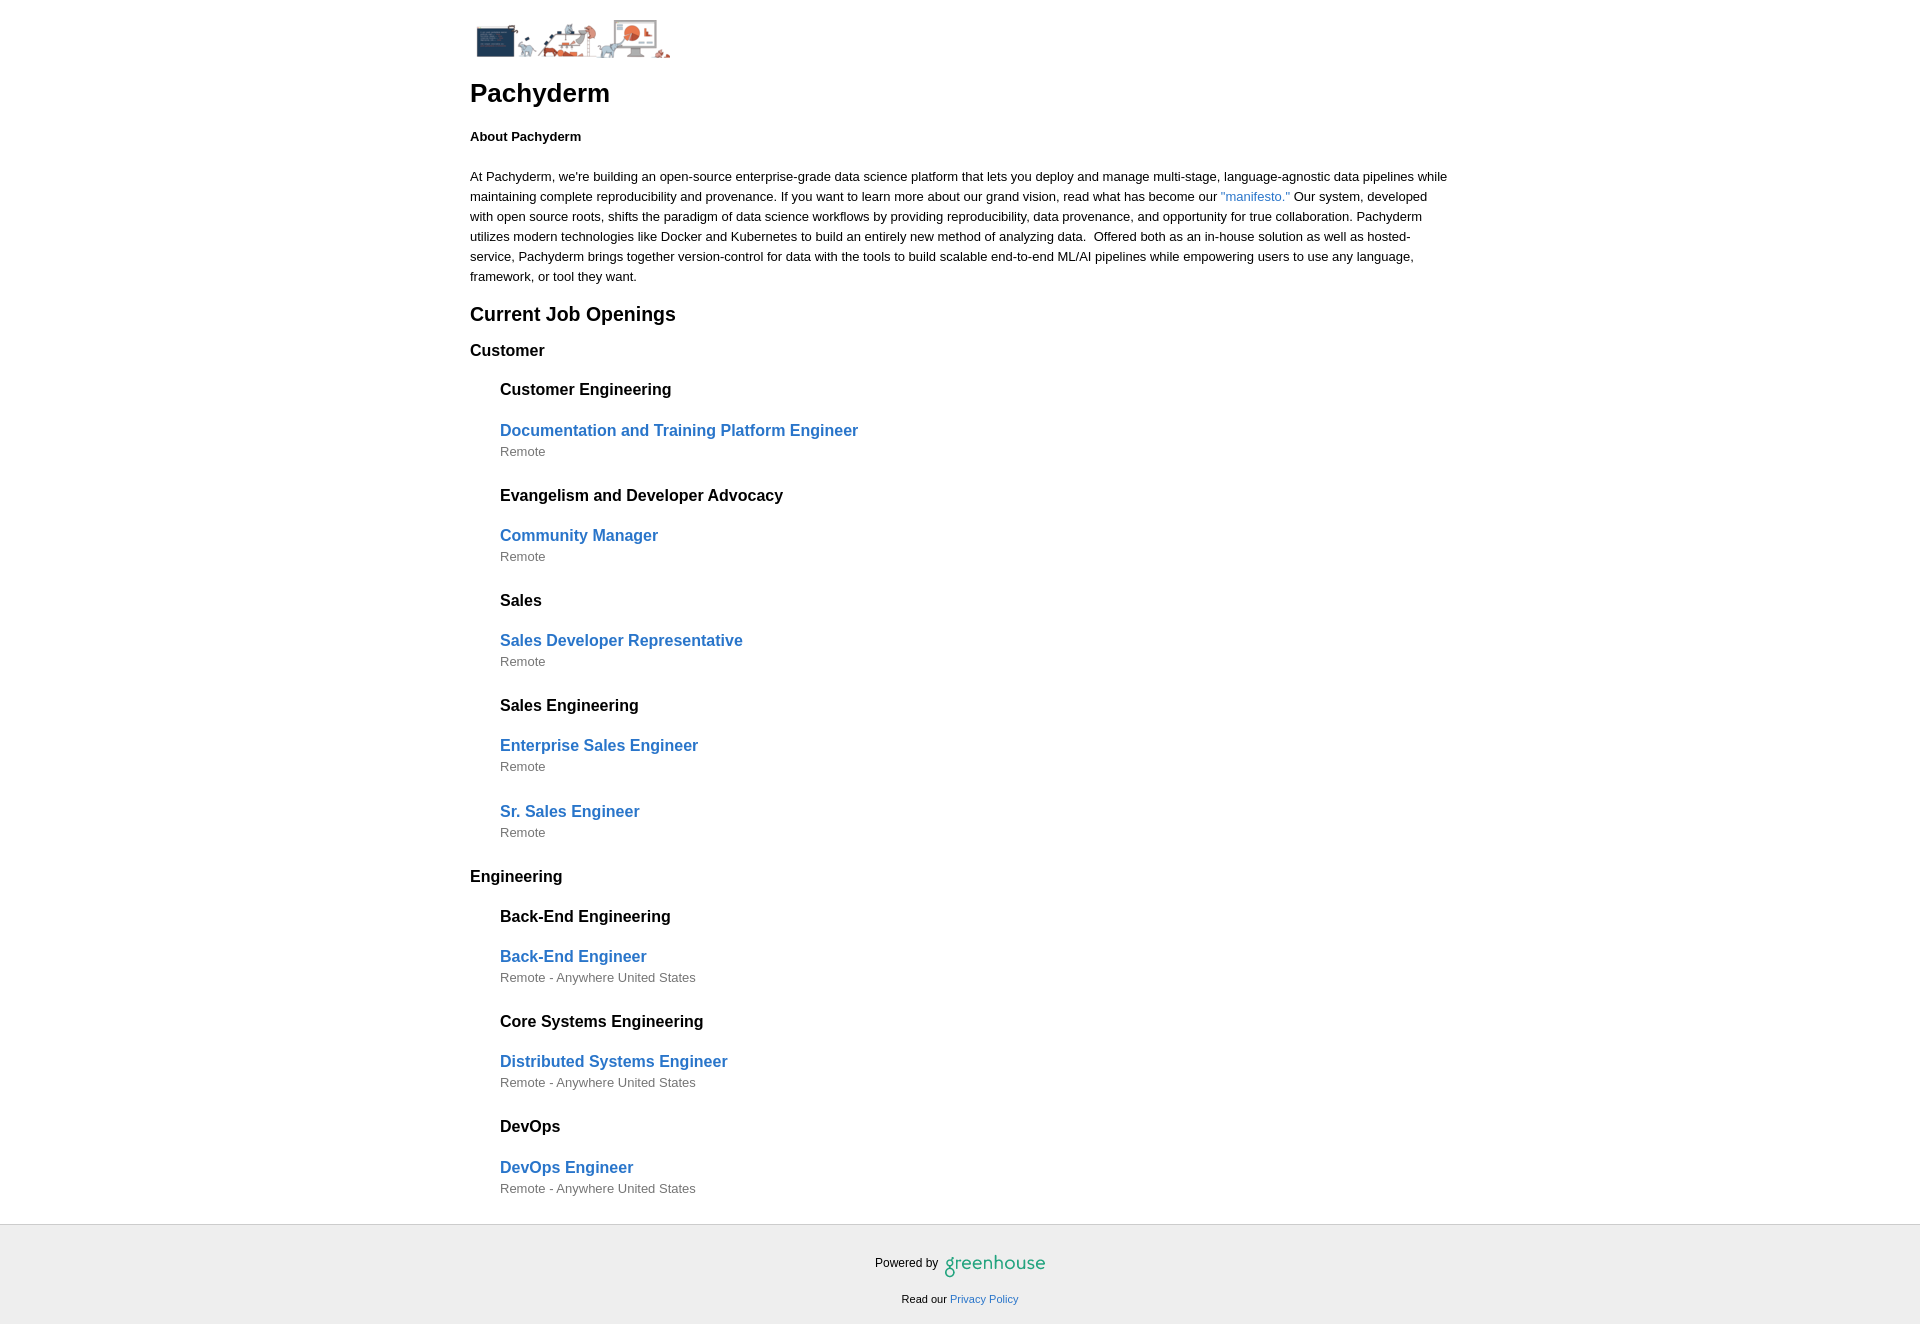 Pachyderm
About Pachyderm
At Pachyderm, we're building an open-source enterprise-grade data science platform that lets you deploy and manage multi-stage, language-agnostic data pipelines while
maintaining complete reproducibility and provenance. If you want to learn more about our grand vision, read what has become our "manifesto." Our system, developed
with open source roots, shifts the paradigm of data science workflows by providing reproducibility, data provenance, and opportunity for true collaboration. Pachyderm
utilizes modern technologies like Docker and Kubernetes to build an entirely new method of analyzing data.  Offered both as an in-house solution as well as hosted-
service, Pachyderm brings together version-control for data with the tools to build scalable end-to-end ML/AI pipelines while empowering users to use any language,
framework, or tool they want.
Current Job Openings
Customer
Customer Engineering
Documentation and Training Platform Engineer
Remote
Evangelism and Developer Advocacy
Community Manager
Remote
Sales
Sales Developer Representative
Remote
Sales Engineering
Enterprise Sales Engineer
Remote
Sr. Sales Engineer
Remote
Engineering
Back-End Engineering
Back-End Engineer
Remote - Anywhere United States
Core Systems Engineering
Distributed Systems Engineer
Remote - Anywhere United States
DevOps
DevOps Engineer
Remote - Anywhere United States
Powered by greenhouse
Read our Privacy Policy